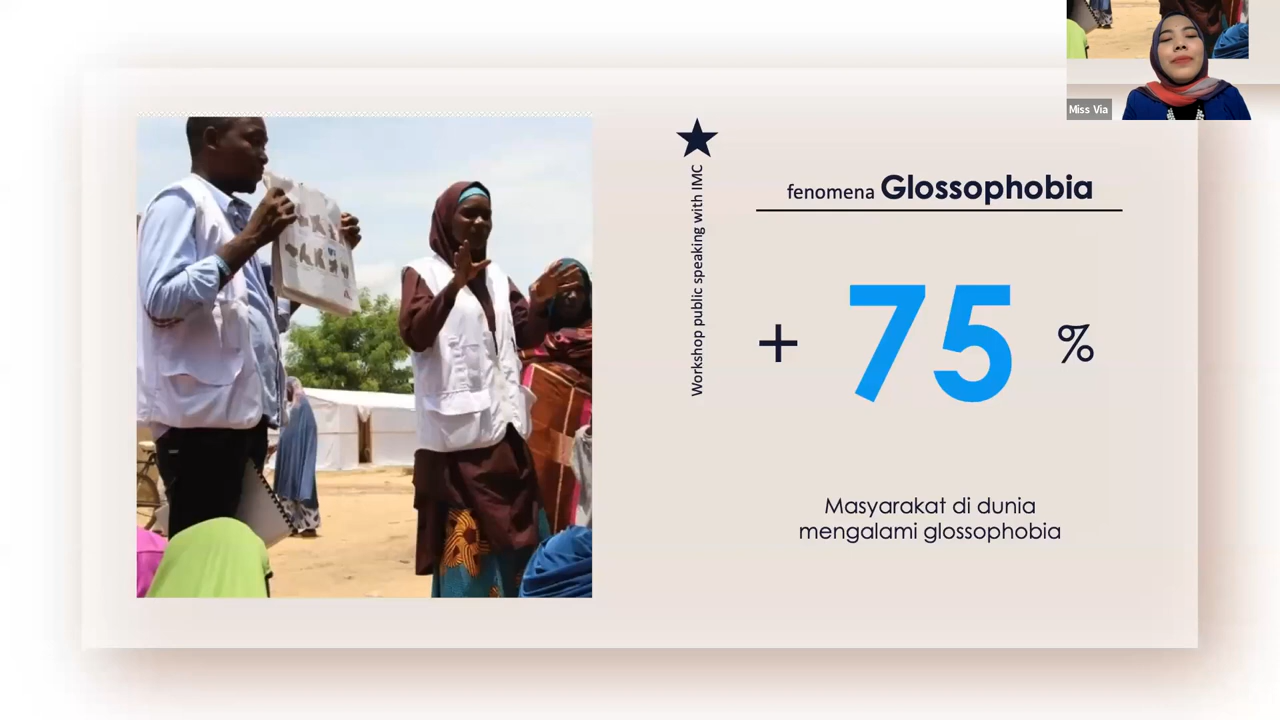 Miss Via
Workshop public speaking with IMC
fenomena Glossophobia
+ 75 %
Masyarakat di dunia
mengalami glossophobia